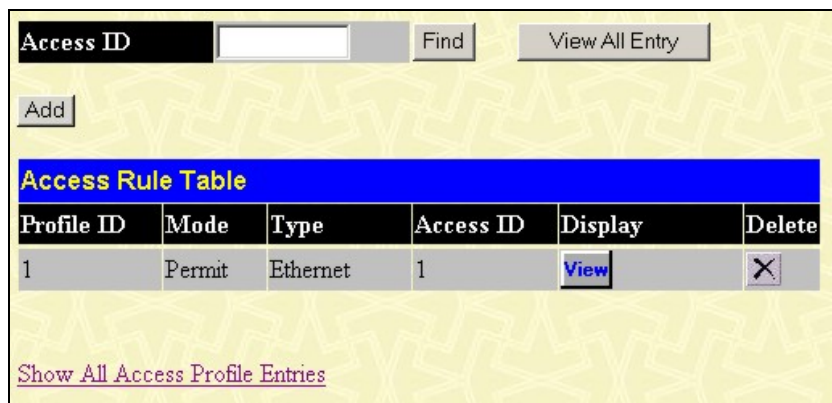 Access ID Find View All Entry
Add
Access Rule Table
Profile ID Mode Type Access ID Display Delete
1 Permit Ethernet 1 View X
Show All Access Profile Entries